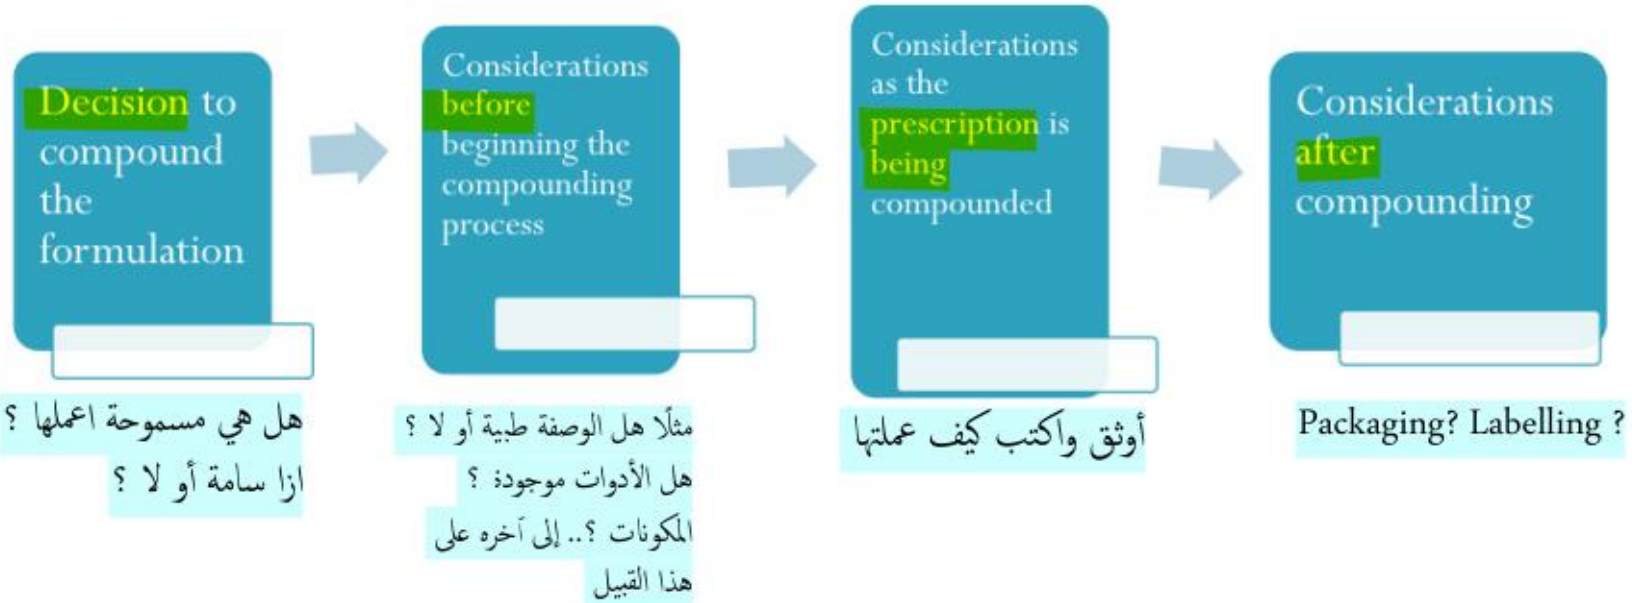 Decision to
compound
the
formulation
هل هي مسموحة اعملها ؟
ازا سامة أو لا ؟
Considerations
before
beginning the
compounding
process
مثلًا هل الوصفة طبية أو لا ؟
هل الأدوات موجودة ؟
المكونات ؟.. إلى آخره على
هذا القبيل
Considerations
as the
prescription is
being
compounded
أوثق واكتب كيف عملتها
Considerations
after
compounding
Packaging? Labelling ?